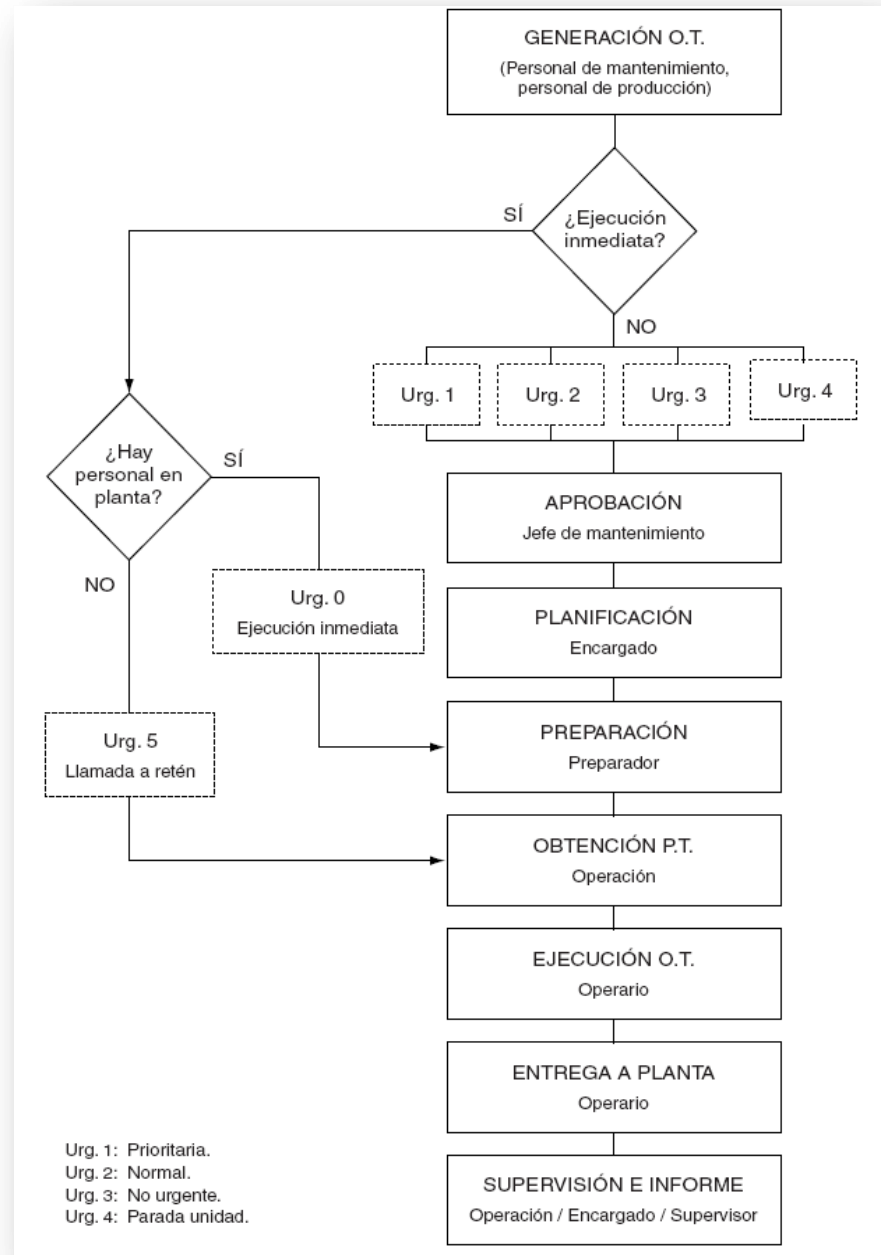 GENERACIÓN O.T.
(Personal de mantenimiento,
personal de producción)
SÍ
¿Ejecución
inmediata?
NO
Urg. 1
Urg. 2
Urg. 3
Urg. 4
¿Hay
personal en
planta?
SÍ
NO
APROBACIÓN
Jefe de mantenimiento
Urg. 0
Ejecución inmediata
PLANIFICACIÓN
Encargado
Urg. 5
Llamada a retén
PREPARACIÓN
Preparador
OBTENCIÓN P.T.
Operación
EJECUCIÓN O.T.
Operario
ENTREGA A PLANTA
Operario
Urg. 1: Prioritaria.
Urg. 2: Normal.
Urg. 3: No urgente.
Urg. 4: Parada unidad.
SUPERVISIÓN E INFORME
Operación / Encargado / Supervisor